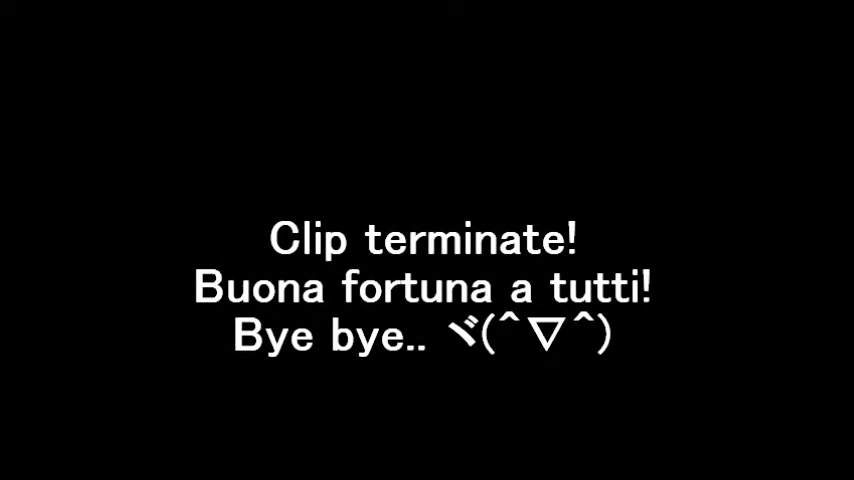 Clip terminate!
Buona fortuna a tutti!
Bye bye.. ヾ(^▽^)